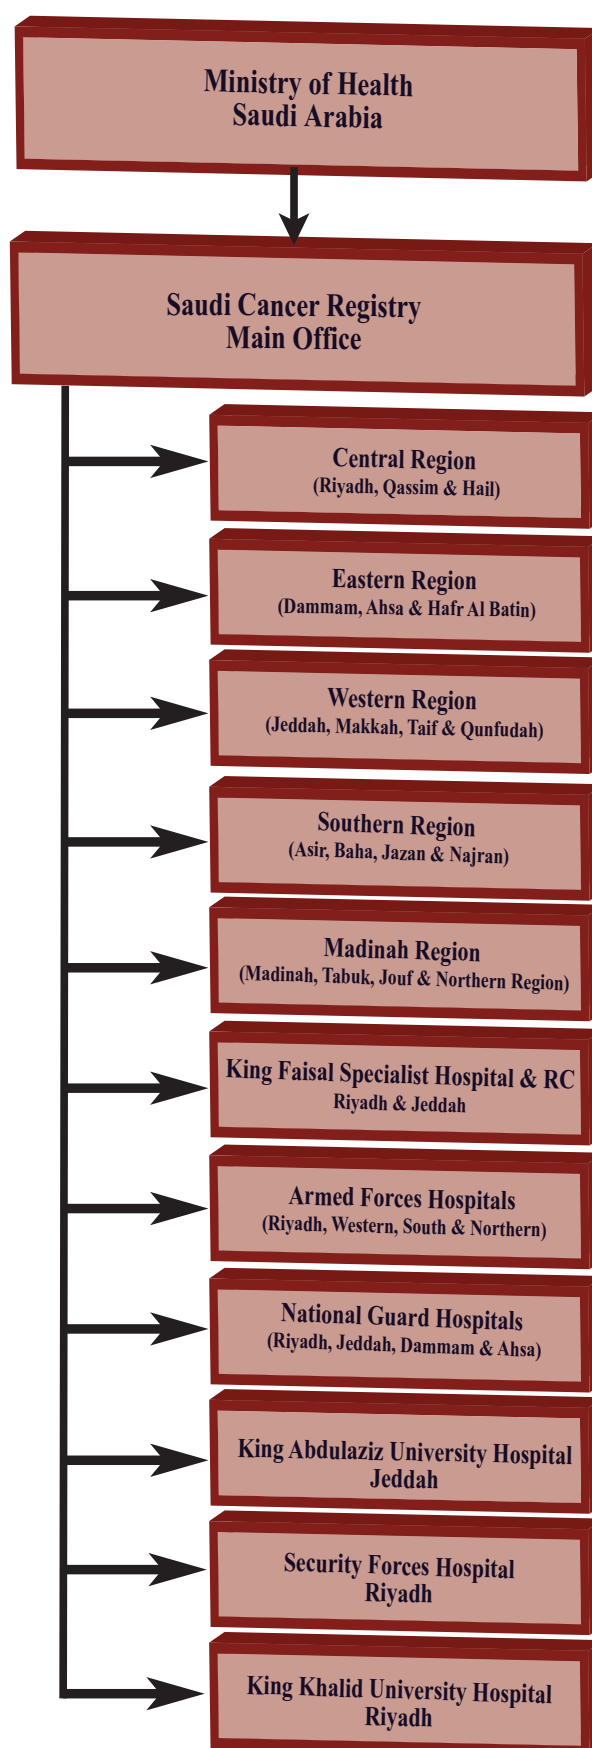 Ministry of Health
Saudi Arabia
Saudi Cancer Registry
Main Office
Central Region
(Riyadh, Qassim & Hail)
Eastern Region
(Dammam, Ahsa & Hafr Al Batin)
Western Region
(Jeddah, Makkah, Taif & Qunfudah)
Southern Region
(Asir, Baha, Jazan & Najran)
Madinah Region
(Madinah, Tabuk, Jouf & Northern Region)
King Faisal Specialist Hospital & RC
Riyadh & Jeddah
Armed Forces Hospitals
(Riyadh, Western, South & Northern)
National Guard Hospitals
(Riyadh, Jeddah, Dammam & Ahsa)
King Abdulaziz University Hospital
Jeddah
Security Forces Hospital
Riyadh
King Khalid University Hospital
Riyadh